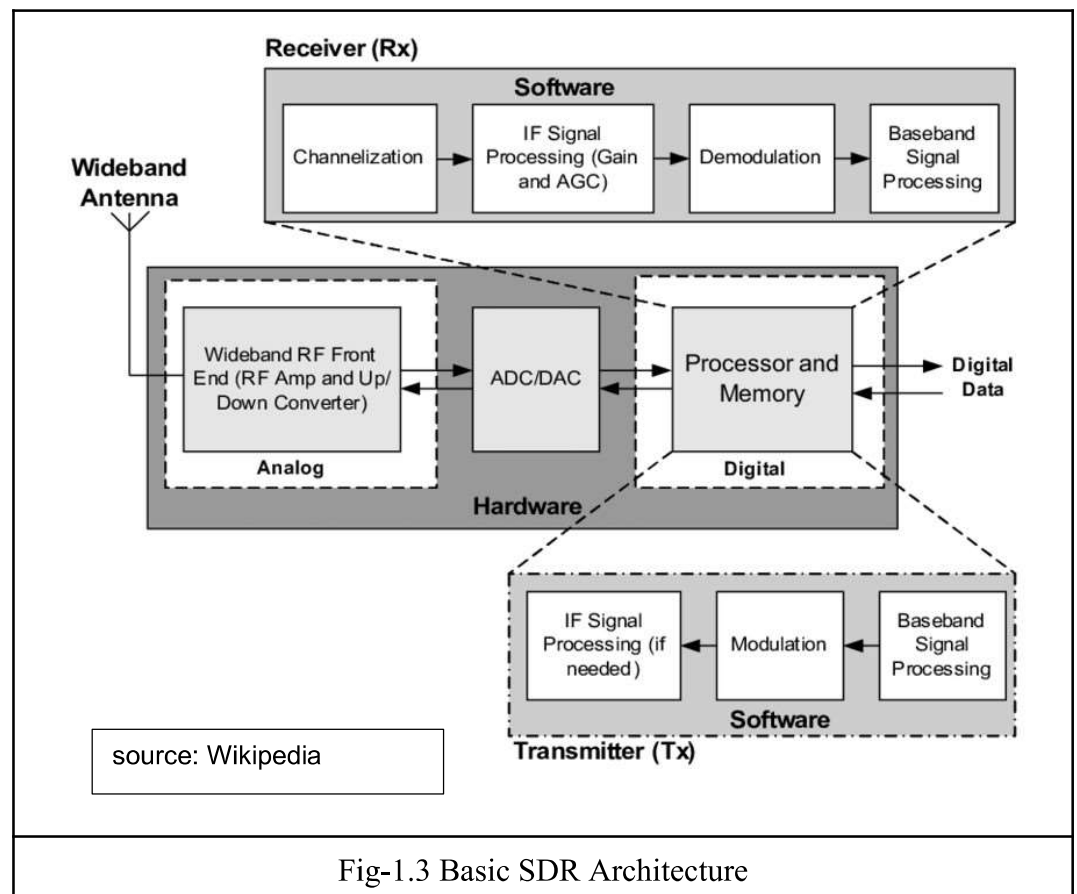 Receiver (Rx)
Software
Channelization
IF Signal
Processing (Gain
and AGC)
Demodulation
Baseband
Signal
Processing
Wideband
Antenna
Wideband RF Front
End (RF Amp and Up/
Down Converter)
Analog
ADC/DAC
Processor and
Memory
Digital
Digital
Data
Hardware
IF Signal
Processing (if
needed)
Modulation
Baseband
Signal
Processing
Software
Transmitter (Tx)
source: Wikipedia
Fig-1.3 Basic SDR Architecture